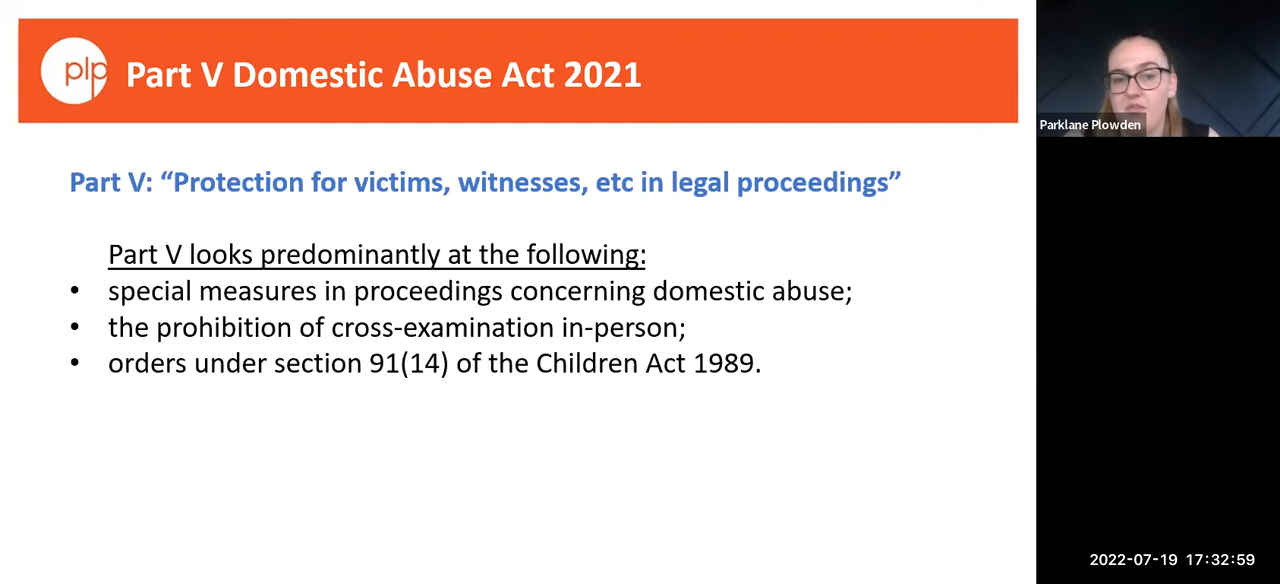 plp
Part V Domestic Abuse Act 2021
Part V: “Protection for victims, witnesses, etc in legal proceedings”
Part V looks predominantly at the following:
• special measures in proceedings concerning domestic abuse;
• the prohibition of cross-examination in-person;
• orders under section 91(14) of the Children Act 1989.
Parklane Plowden
2022-07-19 17:32:59